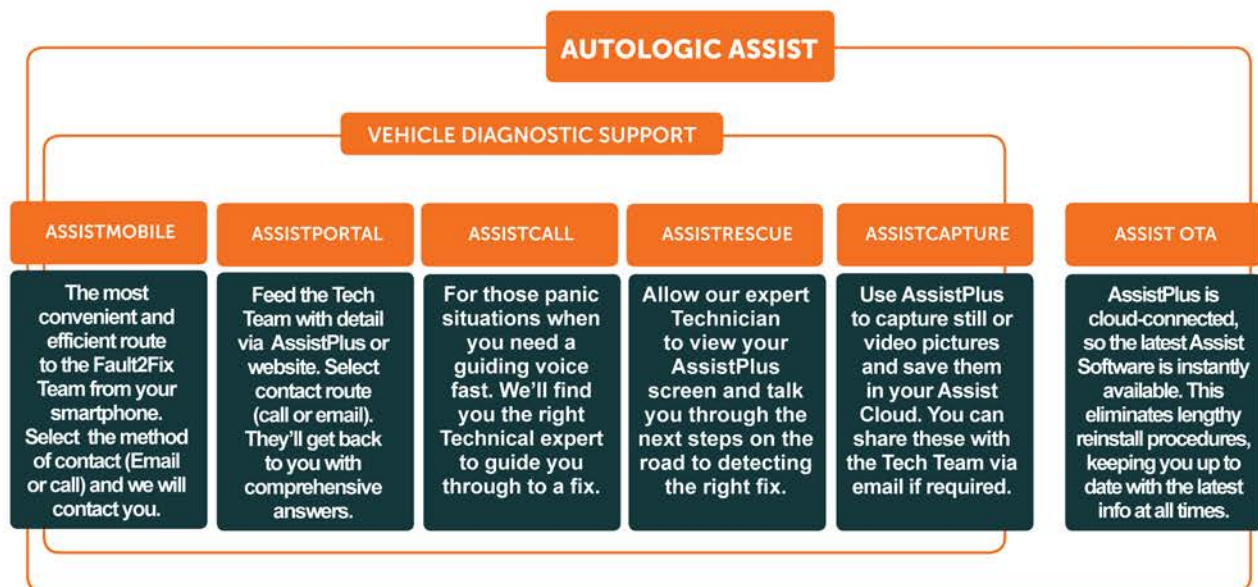 AUTOLOGIC ASSIST
VEHICLE DIAGNOSTIC SUPPORT
ASSISTMOBILE
The most
convenient and
efficient route
to the Fault2Fix
Team from your
smartphone.
Select the method
of contact (Email
or call) and we will
contact you.
ASSISTPORTAL
Feed the Tech
Team with detail
via AssistPlus or
website. Select
contact route
(call or email).
They’ll get back
to you with
comprehensive
answers.
ASSISTCALL
For those panic
situations when
you need a
guiding voice
fast. We’ll find
you the right
Technical expert
to guide you
through to a fix.
ASSISTRESCUE
Allow our expert
Technician
to view your
AssistPlus
screen and talk
you through the
next steps on the
road to detecting
the right fix.
ASSISTCAPTURE
Use AssistPlus
to capture still or
video pictures
and save them
in your Assist
Cloud. You can
share these with
the Tech Team via
email if required.
ASSIST OTA
AssistPlus is
cloud-connected,
so the latest Assist
Software is instantly
available. This
eliminates lengthy
reinstall procedures,
keeping you up to
date with the latest
info at all times.